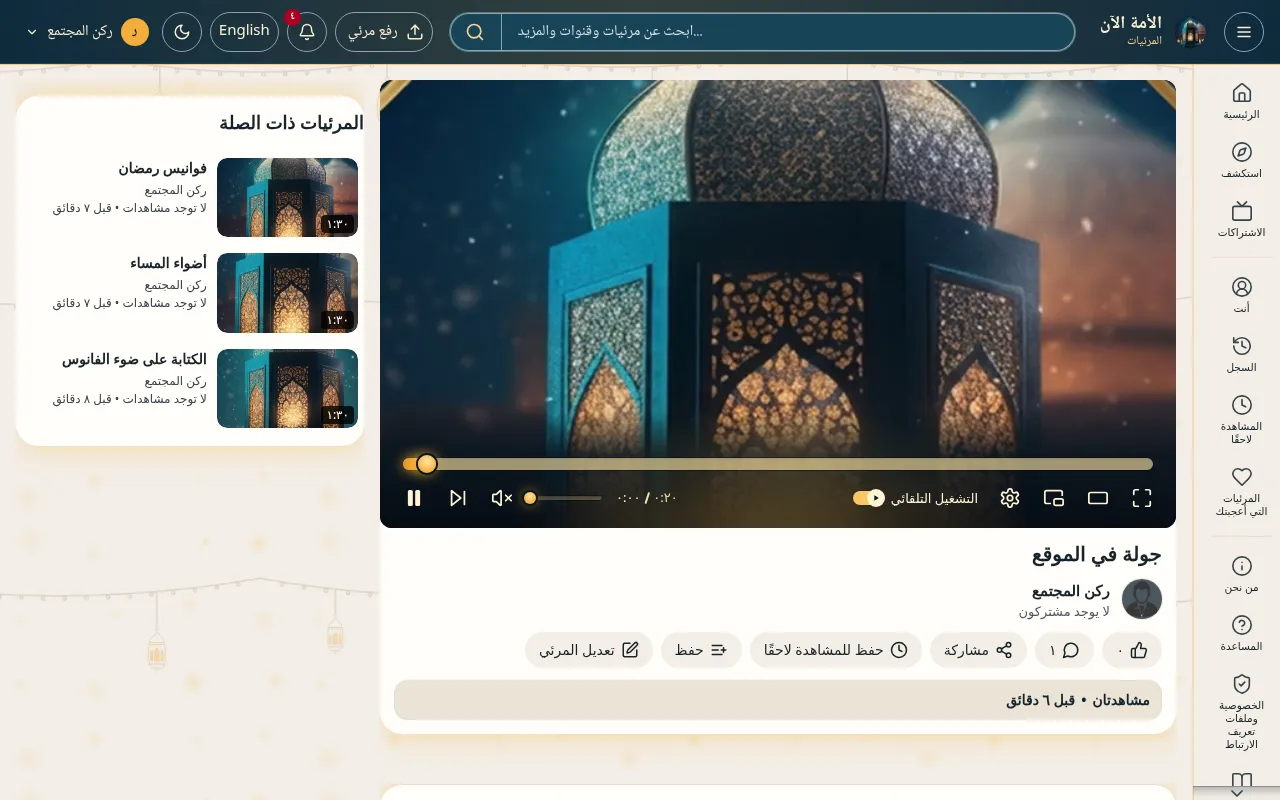 الأمة الآن
المرئيات
ابحث عن مرئيات وقنوات والمزيد...
رفع مرئي
٤
English
ر
ركن المجتمع
الرئيسية
استكشف
الاشتراكات
أنت
السجل
المشاهدة
لاحقًا
المرئيات
التي أعجبتك
من نحن
المساعدة
الخصوصية
وملفات
تعريف
الارتباط
٠:٠٠ / ٠:٢٠
التشغيل التلقائي
جولة في الموقع
ركن المجتمع
لا يوجد مشتركون
٠
١
مشاركة
حفظ للمشاهدة لاحقًا
حفظ
تعديل المرئي
مشاهدتان • قبل ٦ دقائق
المرئيات ذات الصلة
فوانيس رمضان
ركن المجتمع
لا توجد مشاهدات • قبل ٧ دقائق
١:٣٠
أضواء المساء
ركن المجتمع
لا توجد مشاهدات • قبل ٧ دقائق
١:٣٠
الكتابة على ضوء الفانوس
ركن المجتمع
لا توجد مشاهدات • قبل ٨ دقائق
١:٣٠